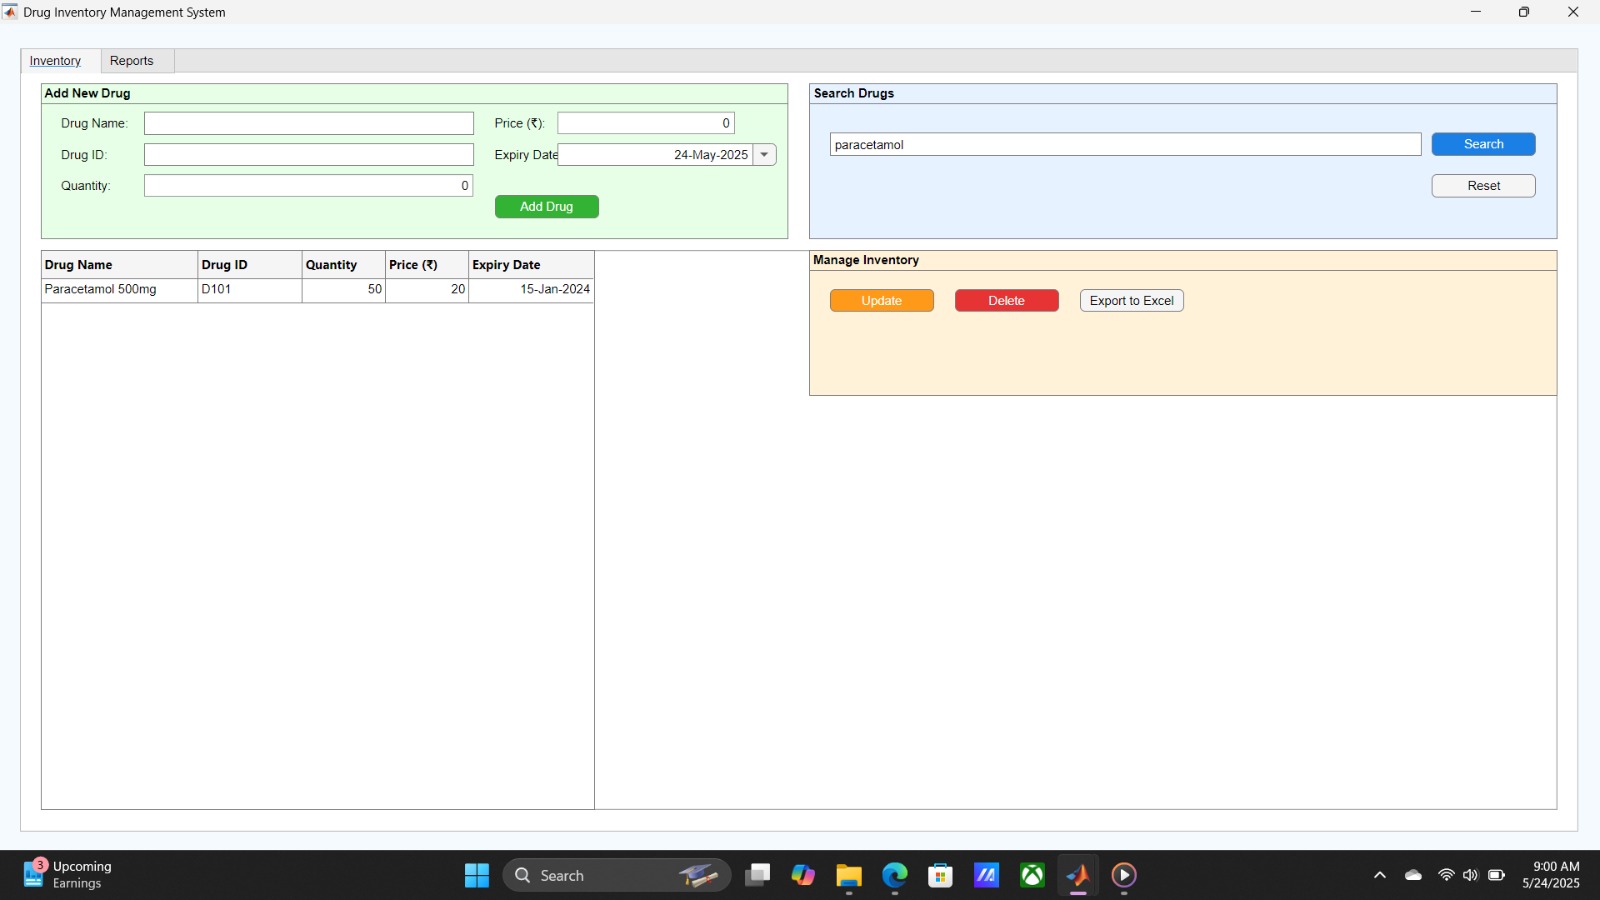 Drug Inventory Management System
Inventory Reports
Add New Drug
Drug Name:
Drug ID:
Quantity: 0
Price (₹): 0
Expiry Date 24-May-2025
Add Drug
Search Drugs
paracetamol
Search
Reset
Drug Name Drug ID Quantity Price (₹) Expiry Date
Paracetamol 500mg D101 50 20 15-Jan-2024
Manage Inventory
Update Delete Export to Excel
3
Upcoming
Earnings
Search
9:00 AM
5/24/2025